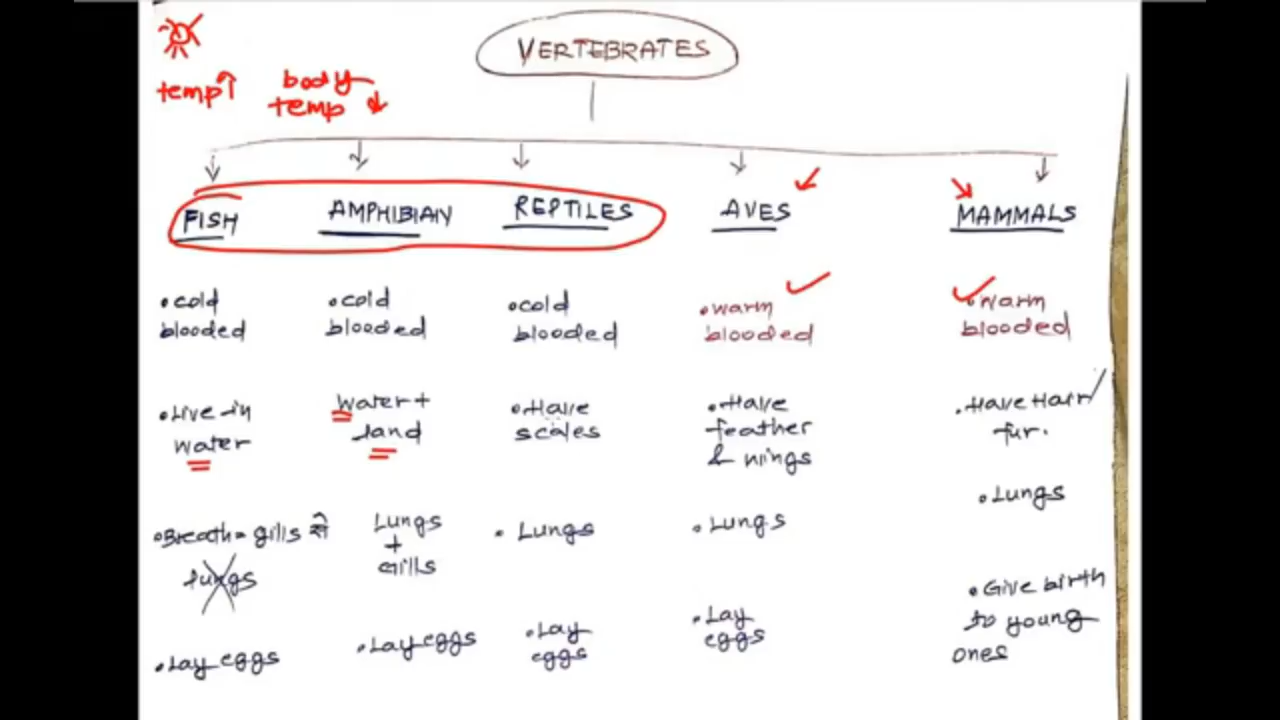 VERTEBRATES
temp↑
body
temp ↓
FISH
AMPHIBIAN
REPTILES
AVES
MAMMALS
•cold
blooded
•cold
blooded
•cold
blooded
•warm
blooded
•warm
blooded
•Live in
water
water +
land
•Have
scales
•Have
feather
& wings
•Have Hair/
fur.
•Breath = gills से
lungs
Lungs
+
Gills
•Lungs
•Lungs
•Lungs
•Lay eggs
•Lay eggs
•Lay
eggs
•Lay
eggs
•Give birth
to young
ones